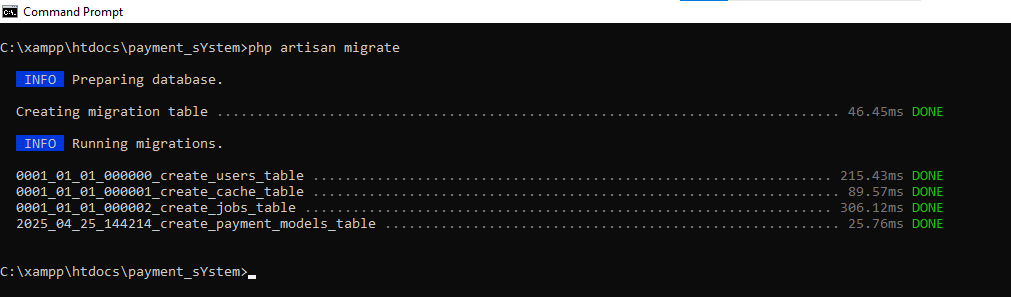 Command Prompt
C:\xampp\htdocs\payment_sYstem>php artisan migrate
INFO Preparing database.
Creating migration table .............................................................................. 46.45ms DONE
INFO Running migrations.
0001_01_01_000000_create_users_table ................................................................. 215.43ms DONE
0001_01_01_000001_create_cache_table .................................................................. 89.57ms DONE
0001_01_01_000002_create_jobs_table .................................................................. 306.12ms DONE
2025_04_25_144214_create_payment_models_table ......................................................... 25.76ms DONE
C:\xampp\htdocs\payment_sYstem>